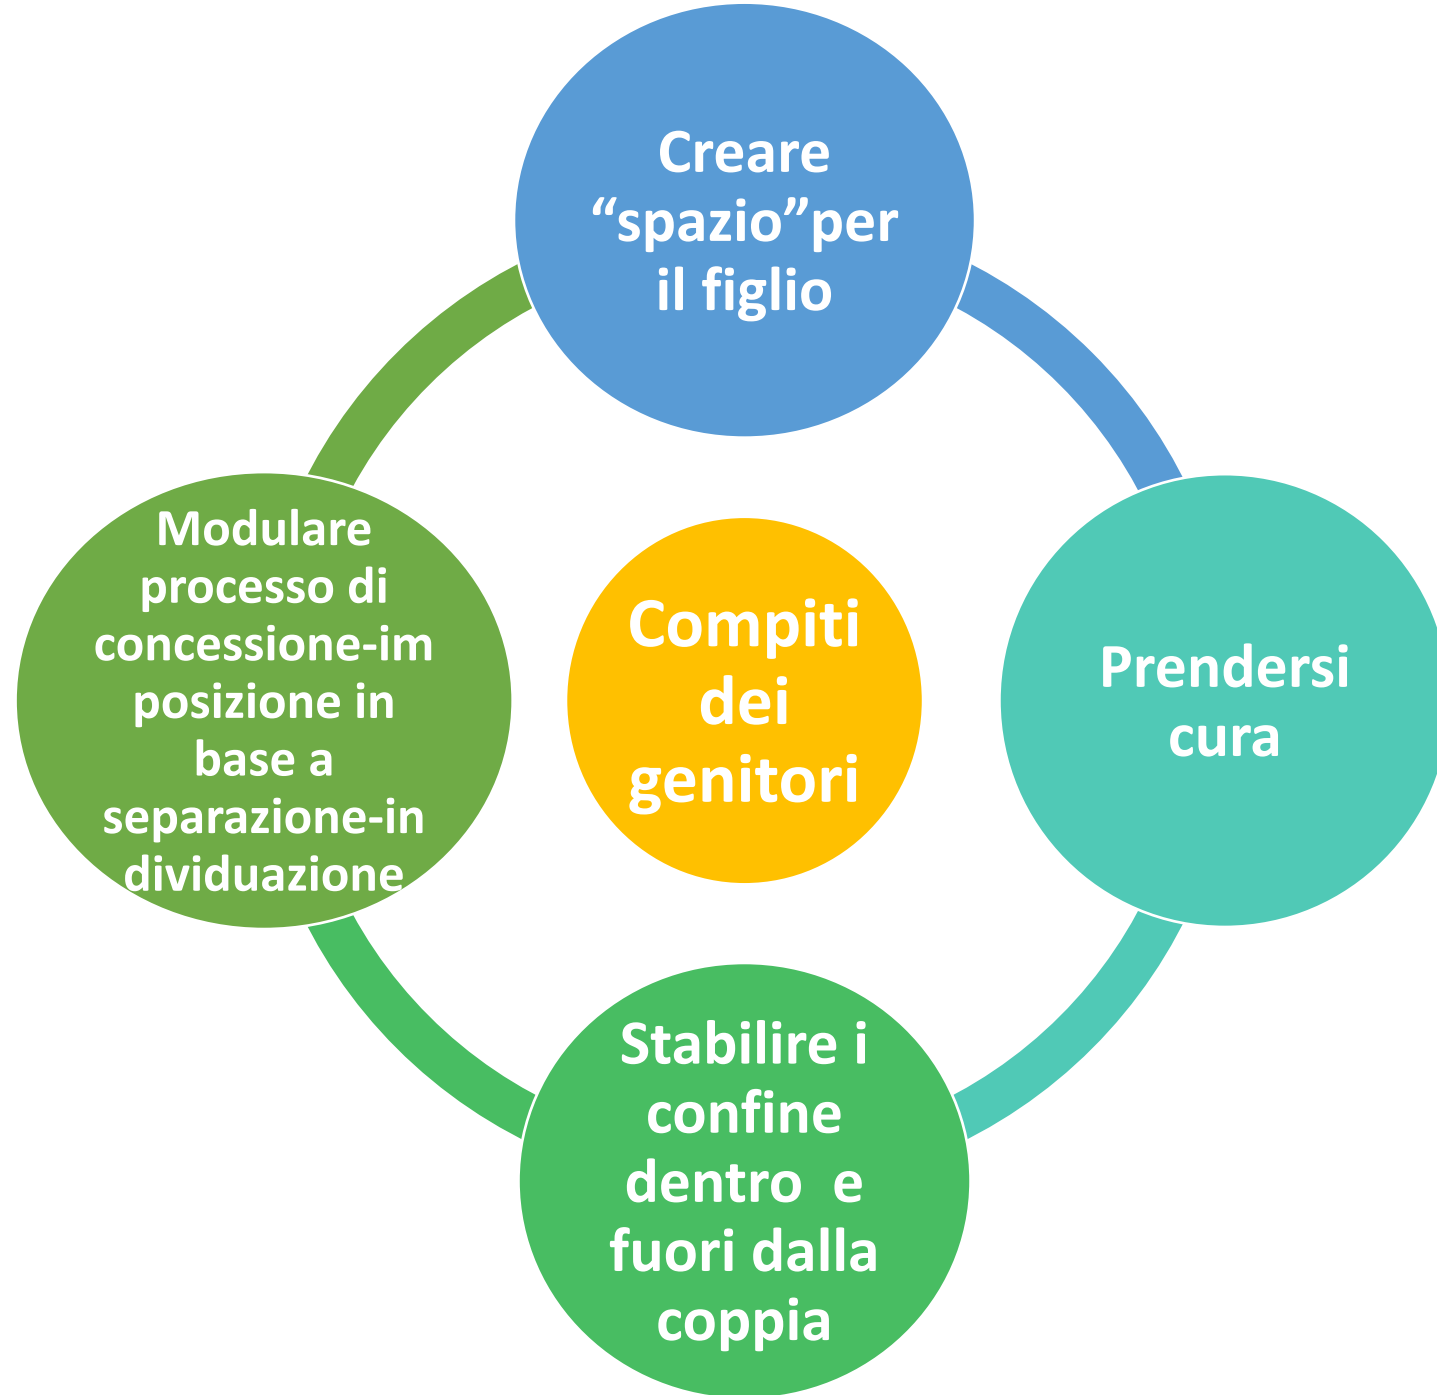 Creare
“spazio”per
il figlio
Modulare
processo di
concessione-im
posizione in
base a
separazione-in
dividuazione
Compiti
dei
genitori
Prendersi
cura
Stabilire i
confine
dentro  e
fuori dalla
coppia